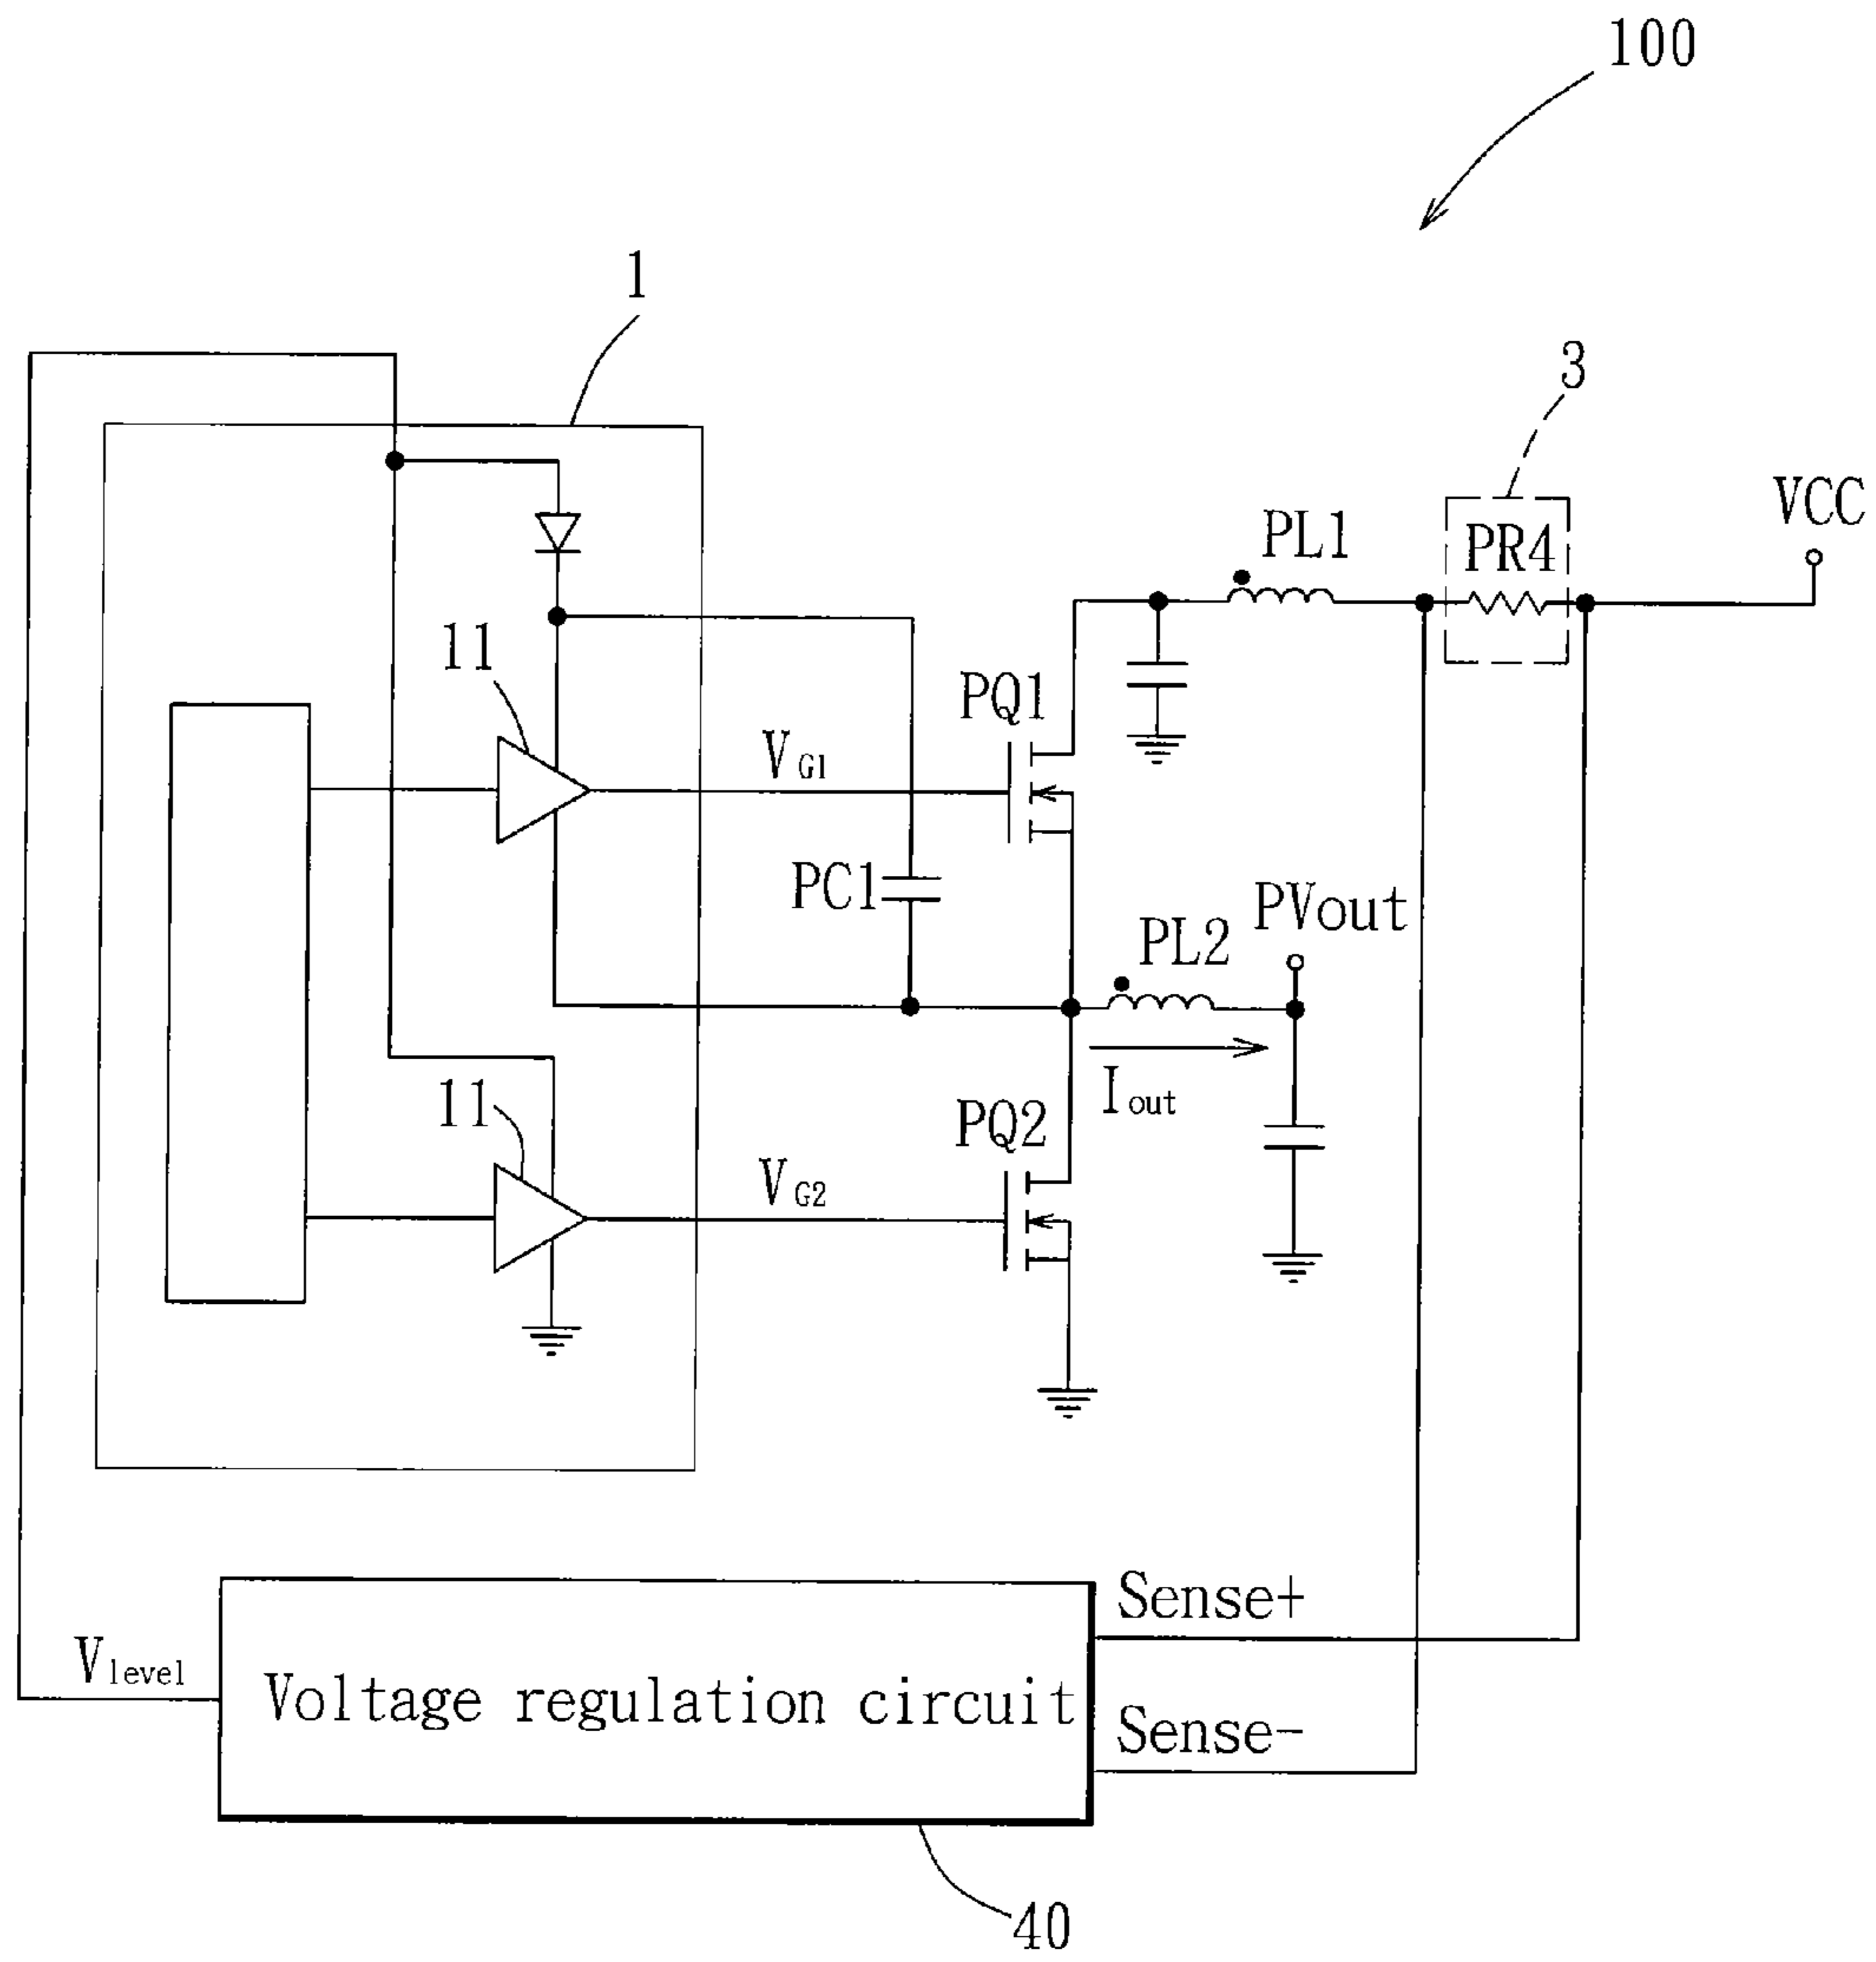 100
1
3
VCC
PL1
PR4
11
PQ1
VG1
PC1
PVout
PL2
11
Iout
PQ2
VG2
Sense+
Vlevel
Voltage regulation circuit
Sense-
40